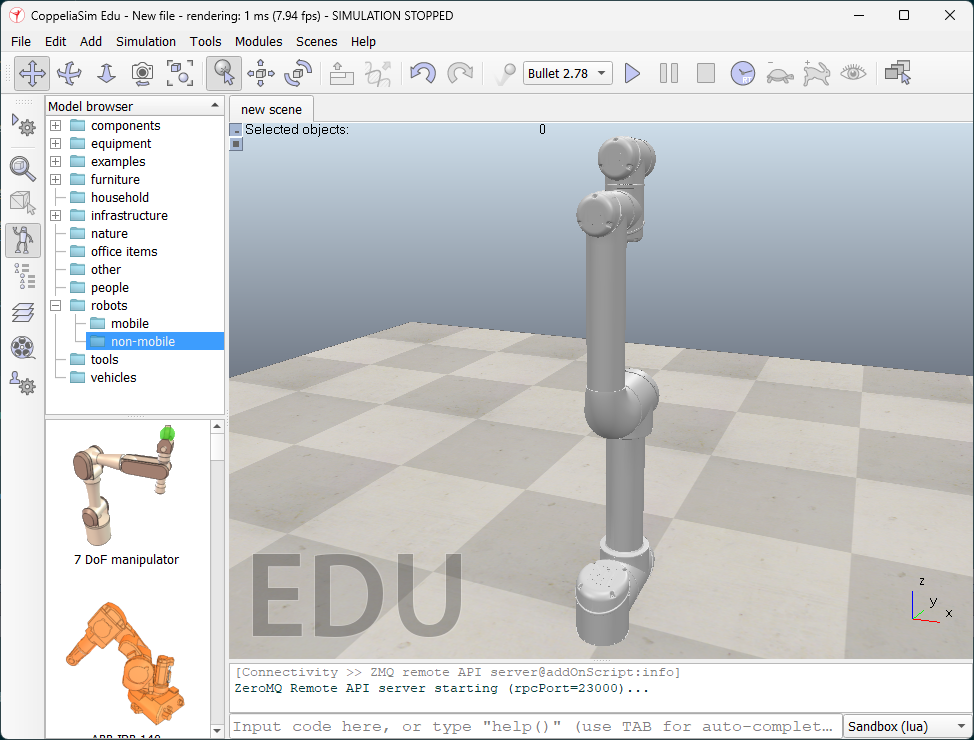 CoppeliaSim Edu - New file - rendering: 1 ms (7.94 fps) - SIMULATION STOPPED
File Edit Add Simulation Tools Modules Scenes Help
Bullet 2.78
RT
Model browser
components
equipment
examples
furniture
household
infrastructure
nature
office items
other
people
robots
mobile
non-mobile
tools
vehicles
7 DoF manipulator
ABB IRB 140
new scene
Selected objects: 0
EDU
z
y
x
[Connectivity >> ZMQ remote API server@addOnScript:info]
ZeroMQ Remote API server starting (rpcPort=23000)...
Input code here, or type "help()" (use TAB for auto-complet...
Sandbox (lua)